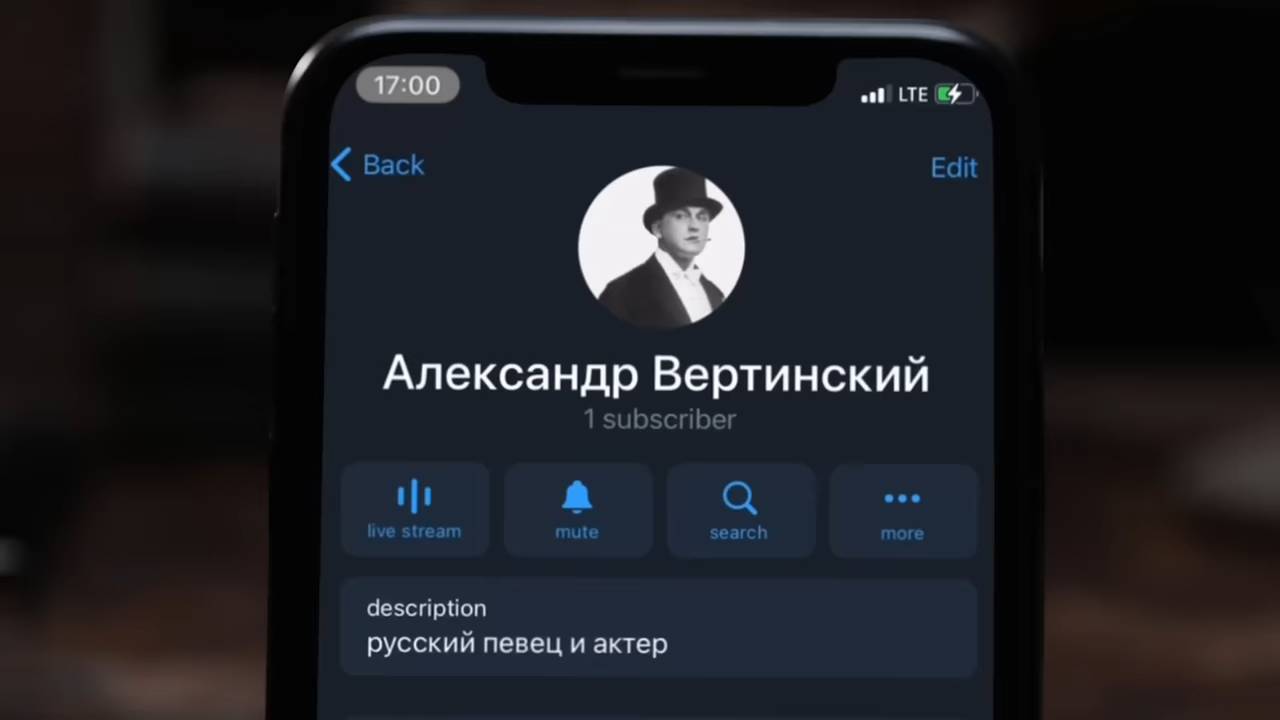 17:00
LTE
Back
Edit
Александр Вертинский
1 subscriber
live stream
mute
search
more
description
русский певец и актер